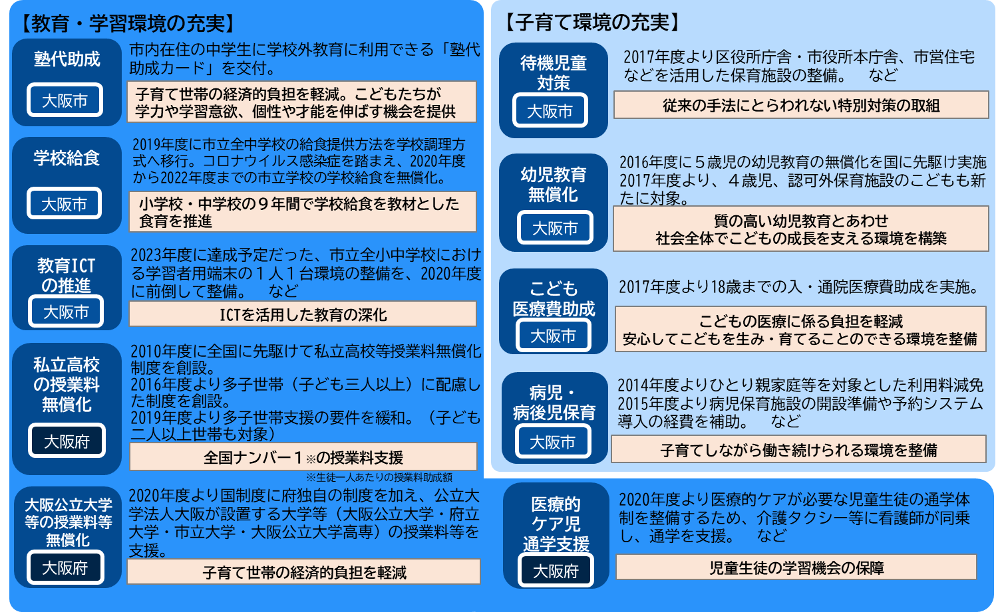 【教育・学習環境の充実】
塾代助成
大阪市
市内在住の中学生に学校外教育に利用できる「塾代
助成カード」を交付。
子育て世帯の経済的負担を軽減。こどもたちが
学力や学習意欲、個性や才能を伸ばす機会を提供
学校給食
大阪市
2019年度に市立全中学校の給食提供方法を学校調理方
式へ移行。コロナウイルス感染症を踏まえ、2020年度
から2022年度までの市立学校の学校給食を無償化。
小学校・中学校の９年間で学校給食を教材とした
食育を推進
教育ICT
の推進
大阪市
2023年度に達成予定だった、市立全小中学校におけ
る学習者用端末の１人１台環境の整備を、2020年度
に前倒して整備。　など
ICTを活用した教育の深化
私立高校
の授業料
無償化
大阪府
2010年度に全国に先駆けて私立高校等授業料無償化
制度を創設。
2016年度より多子世帯（子ども三人以上）に配慮し
た制度を創設。
2019年度より多子世帯支援の要件を緩和。（子ども
二人以上世帯も対象）
全国ナンバー１※の授業料支援
※生徒一人あたりの授業料助成額
大阪公立大学
等の授業料等
無償化
大阪府
2020年度より国制度に府独自の制度を加え、公立大
学法人大阪が設置する大学等（大阪公立大学・府立
大学・市立大学・大阪公立大学高専）の授業料等を
支援。
子育て世帯の経済的負担を軽減
【子育て環境の充実】
待機児童
対策
大阪市
2017年度より区役所庁舎・市役所本庁舎、市営住宅
などを活用した保育施設の整備。　など
従来の手法にとらわれない特別対策の取組
幼児教育
無償化
大阪市
2016年度に５歳児の幼児教育の無償化を国に先駆け実施
2017年度より、４歳児、認可外保育施設のこどもも新
たに対象。
質の高い幼児教育とあわせ
社会全体でこどもの成長を支える環境を構築
こども
医療費助成
大阪市
2017年度より18歳までの入・通院医療費助成を実施。
こどもの医療に係る負担を軽減
安心してこどもを生み・育てることのできる環境を整備
病児・
病後児保育
大阪市
2014年度よりひとり親家庭等を対象とした利用料減免
2015年度より病児保育施設の開設準備や予約システム
導入の経費を補助。　など
子育てしながら働き続けられる環境を整備
医療的
ケア児
通学支援
大阪府
2020年度より医療的ケアが必要な児童生徒の通学体
制を整備するため、介護タクシー等に看護師が同乗
し、通学を支援。　など
児童生徒の学習機会の保障